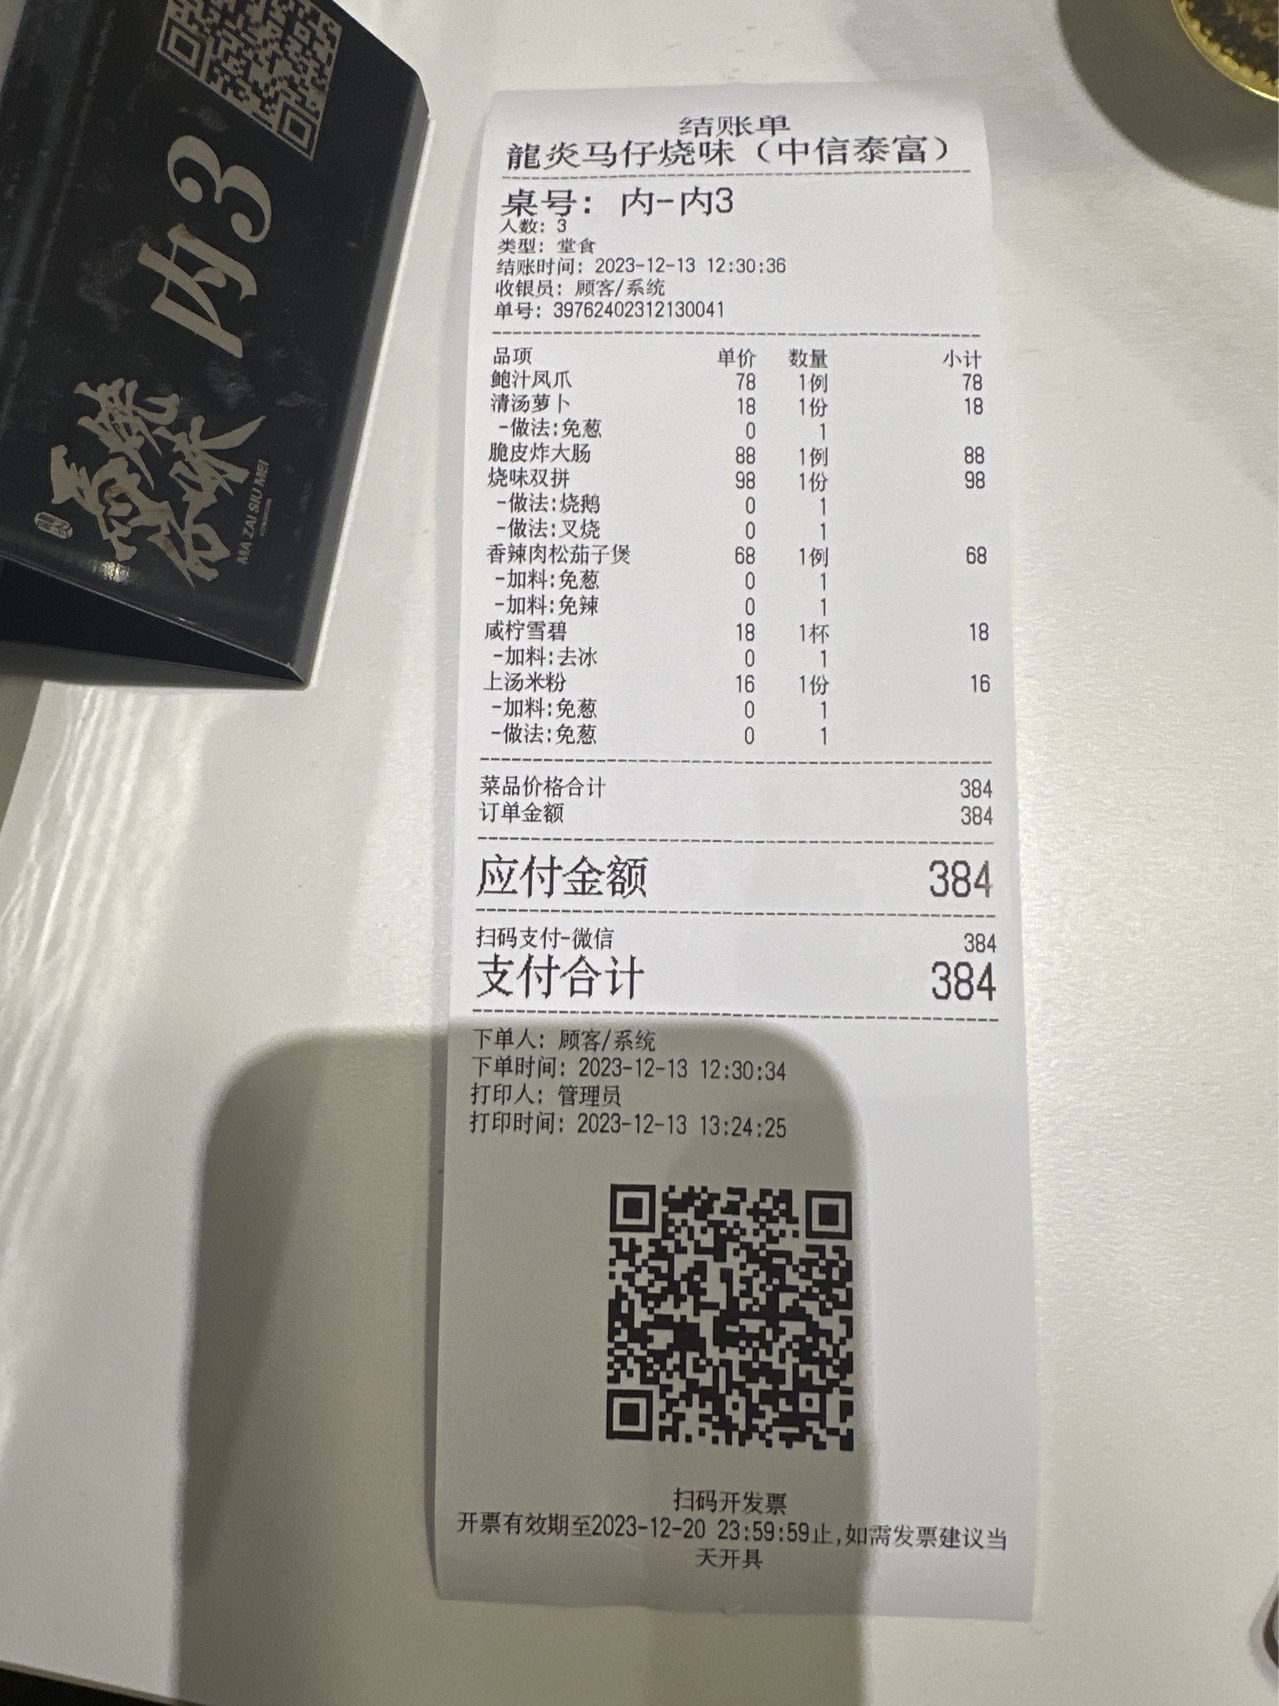 内3
马仔烧味
MA ZAI SIU MEI
结账单
龍炎马仔烧味（中信泰富）
桌号：内-内3
人数：3
类型：堂食
结账时间：2023-12-13 12:30:36
收银员：顾客/系统
单号：39762402312130041
品项 单价 数量 小计
鲍汁凤爪 78 1例 78
清汤萝卜 18 1份 18
-做法:免葱 0 1
脆皮炸大肠 88 1例 88
烧味双拼 98 1份 98
-做法:烧鹅 0 1
-做法:叉烧 0 1
香辣肉松茄子煲 68 1例 68
-加料:免葱 0 1
-加料:免辣 0 1
咸柠雪碧 18 1杯 18
-加料:去冰 0 1
上汤米粉 16 1份 16
-加料:免葱 0 1
-做法:免葱 0 1
菜品价格合计 384
订单金额 384
应付金额 384
扫码支付-微信 384
支付合计 384
下单人：顾客/系统
下单时间：2023-12-13 12:30:34
打印人：管理员
打印时间：2023-12-13 13:24:25
扫码开发票
开票有效期至2023-12-20 23:59:59止,如需发票建议当
天开具